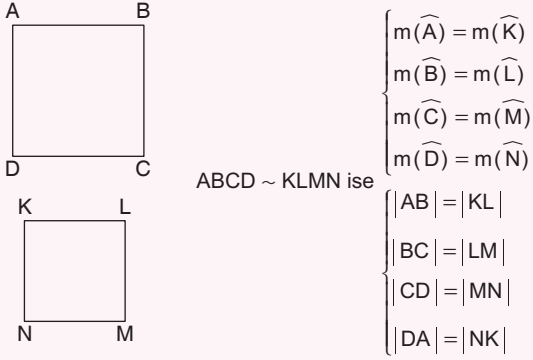 A B
D C
K L
N M
ABCD ~ KLMN ise
m(Â) = m(K̂)
m(B̂) = m(L̂)
m(Ĉ) = m(M̂)
m(D̂) = m(N̂)
|AB| = |KL|
|BC| = |LM|
|CD| = |MN|
|DA| = |NK|